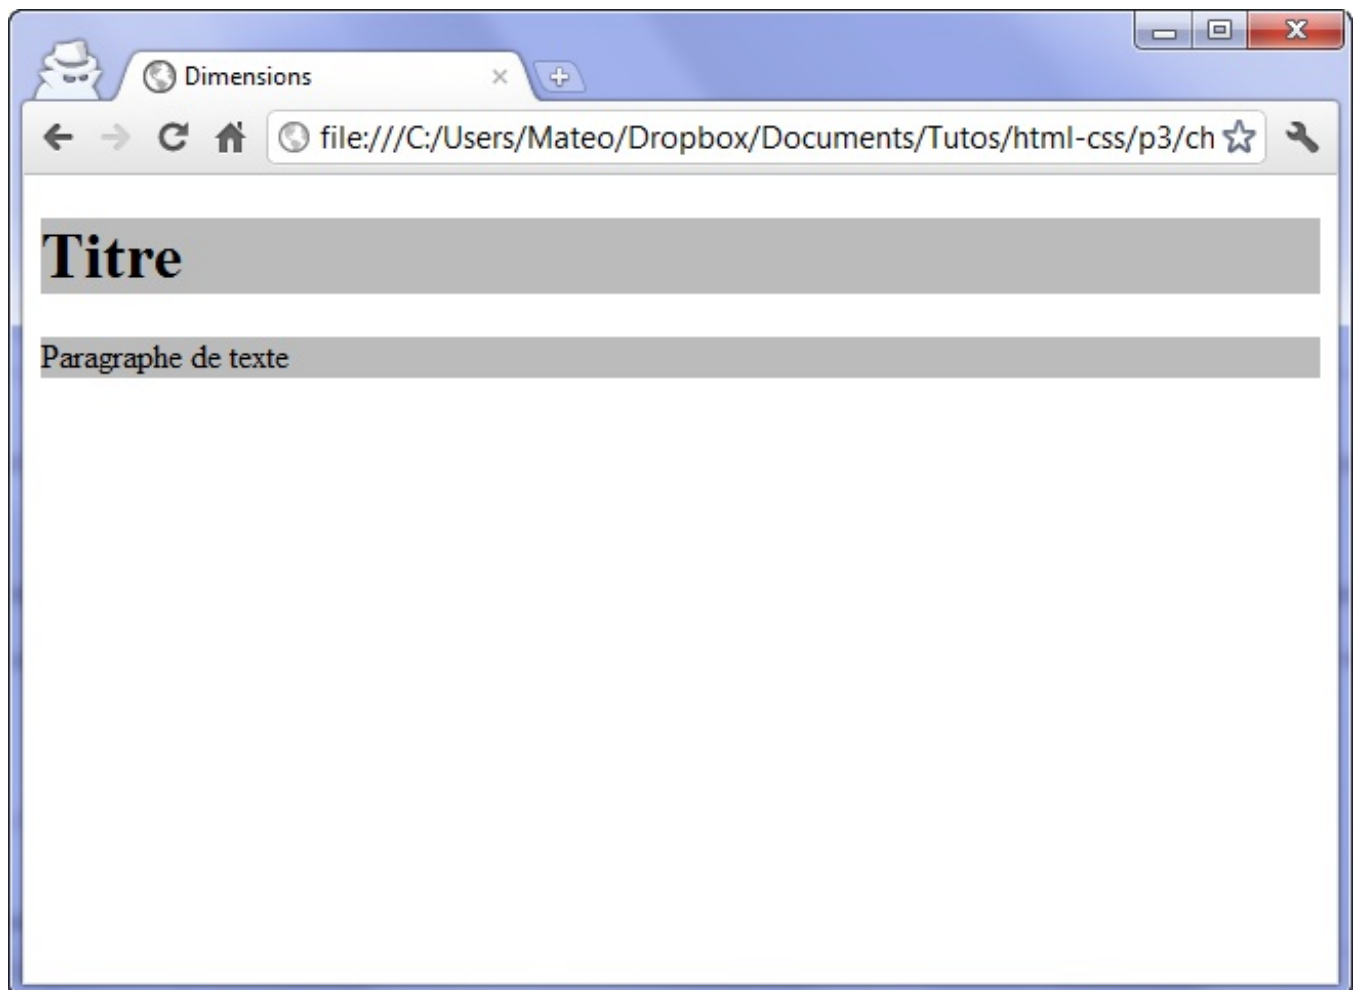 Dimensions
file:///C:/Users/Mateo/Dropbox/Documents/Tutos/html-css/p3/ch
Titre
Paragraphe de texte